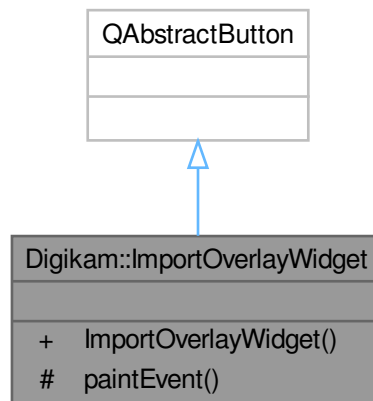 QAbstractButton
Digikam::ImportOverlayWidget
+ ImportOverlayWidget()
# paintEvent()